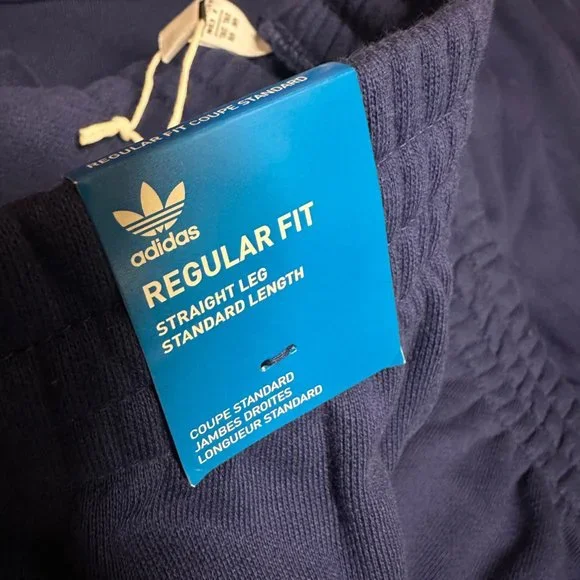 REGULAR FIT COUPE STANDARD
adidas
REGULAR FIT
STRAIGHT LEG
STANDARD LENGTH
COUPE STANDARD
JAMBES DROITES
LONGUEUR STANDARD